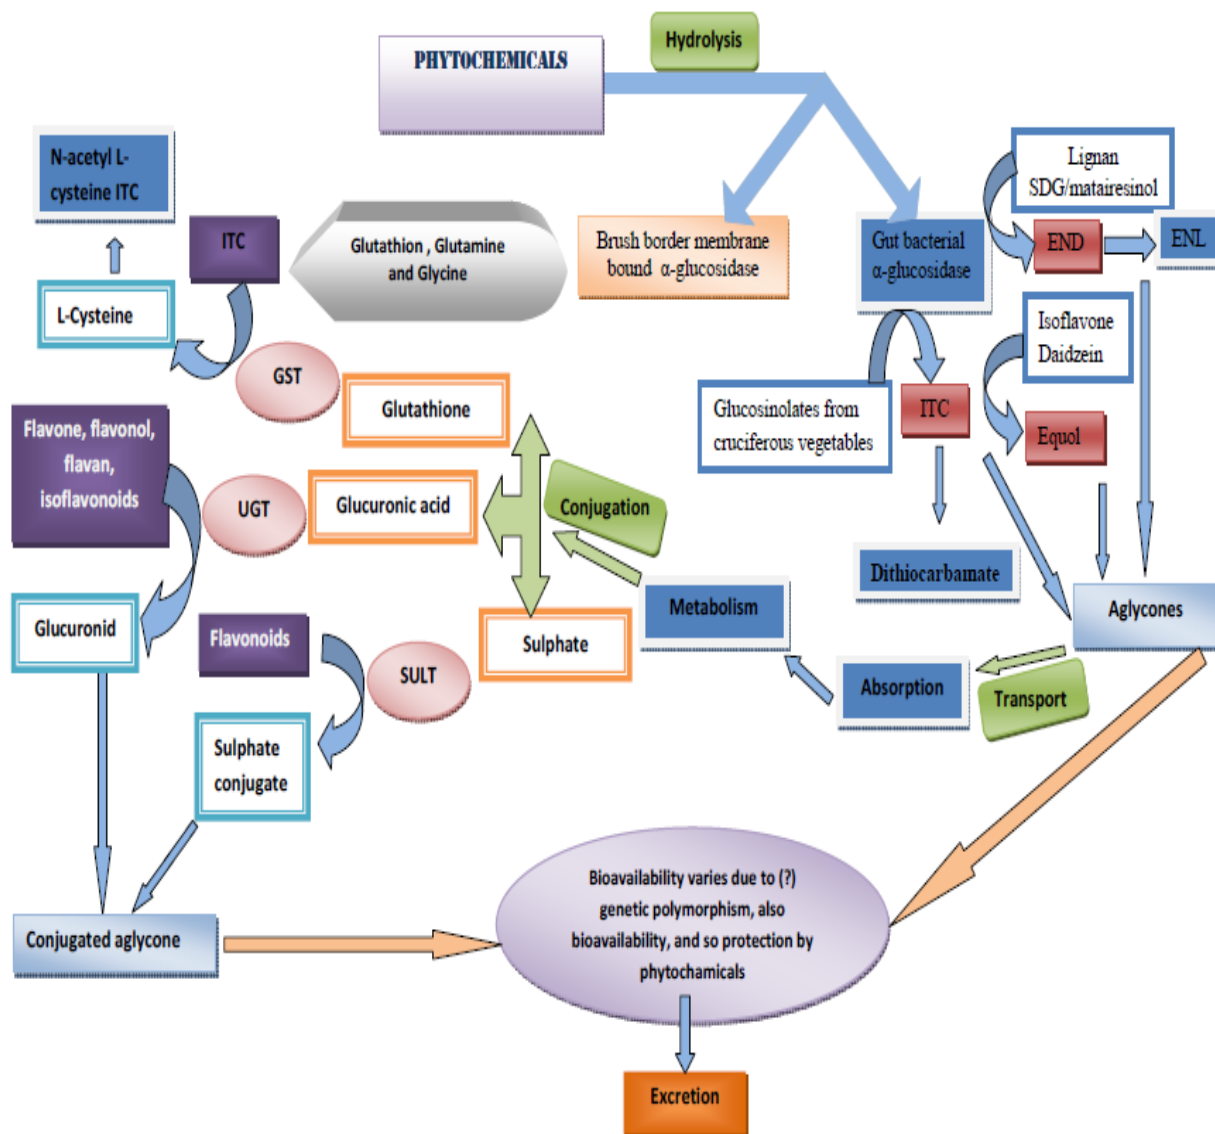 Hydrolysis
PHYTOCHEMICALS
N-acetyl L-
cysteine ITC
ITC
Glutathion , Glutamine
and Glycine
Brush border membrane
bound α-glucosidase
Gut bacterial
α-glucosidase
Lignan
SDG/matairesinol
END
ENL
L-Cysteine
GST
Glutathione
Isoflavone
Daidzein
Glucosinolates from
cruciferous vegetables
ITC
Equol
Flavone, flavonol,
flavan,
isoflavonoids
UGT
Glucuronic acid
Conjugation
Dithiocarbamate
Metabolism
Aglycones
Glucuronid
Flavonoids
SULT
Sulphate
Absorption
Transport
Sulphate
conjugate
Bioavailability varies due to (?)
genetic polymorphism, also
bioavailability, and so protection by
phytochamicals
Conjugated aglycone
Excretion